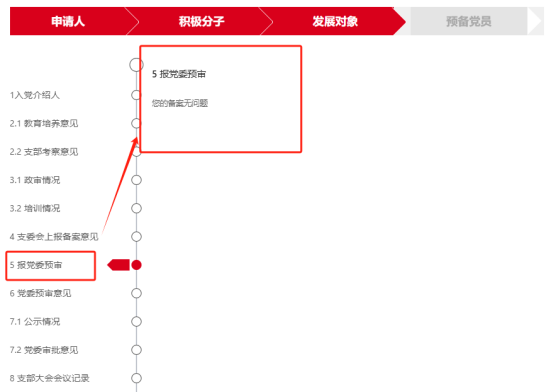 申请人
积极分子
发展对象
预备党员
5 报党委预审
您的备案无问题
1入党介绍人
2.1 教育培养意见
2.2 支部考察意见
3.1 政审情况
3.2 培训情况
4 支委会上报备案意见
5 报党委预审
6 党委预审意见
7.1 公示情况
7.2 党委审批意见
8 支部大会会议记录